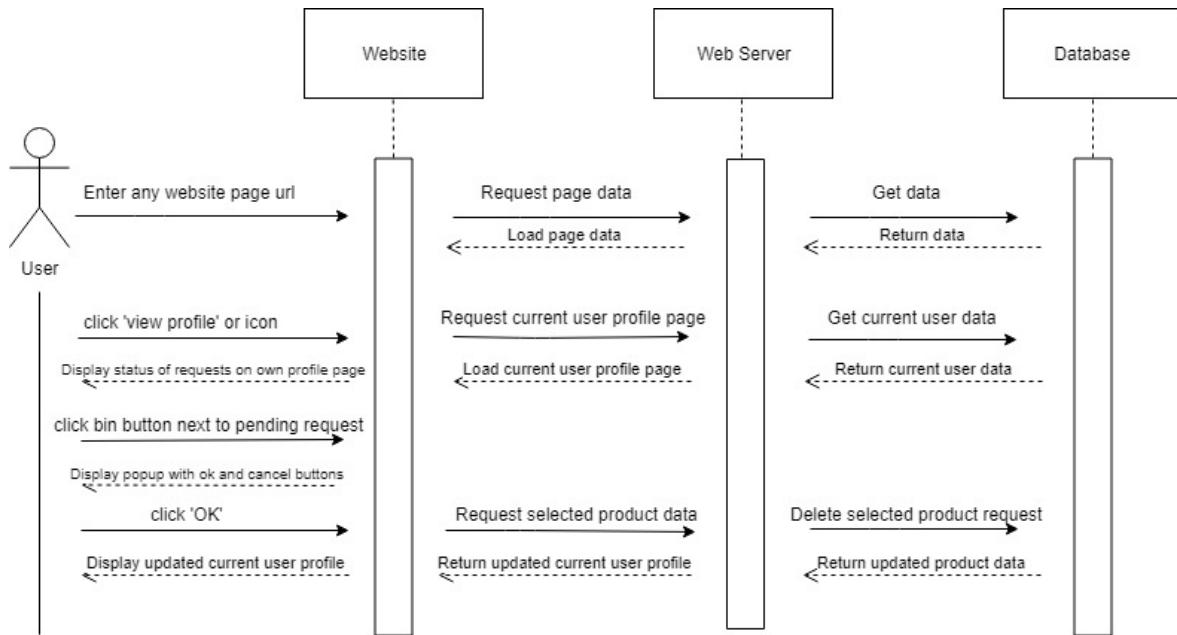 Website
Web Server
Database
User
Enter any website page url
Request page data
Get data
Load page data
Return data
click 'view profile' or icon
Request current user profile page
Get current user data
Display status of requests on own profile page
Load current user profile page
Return current user data
click bin button next to pending request
Display popup with ok and cancel buttons
click 'OK'
Request selected product data
Delete selected product request
Display updated current user profile
Return updated current user profile
Return updated product data